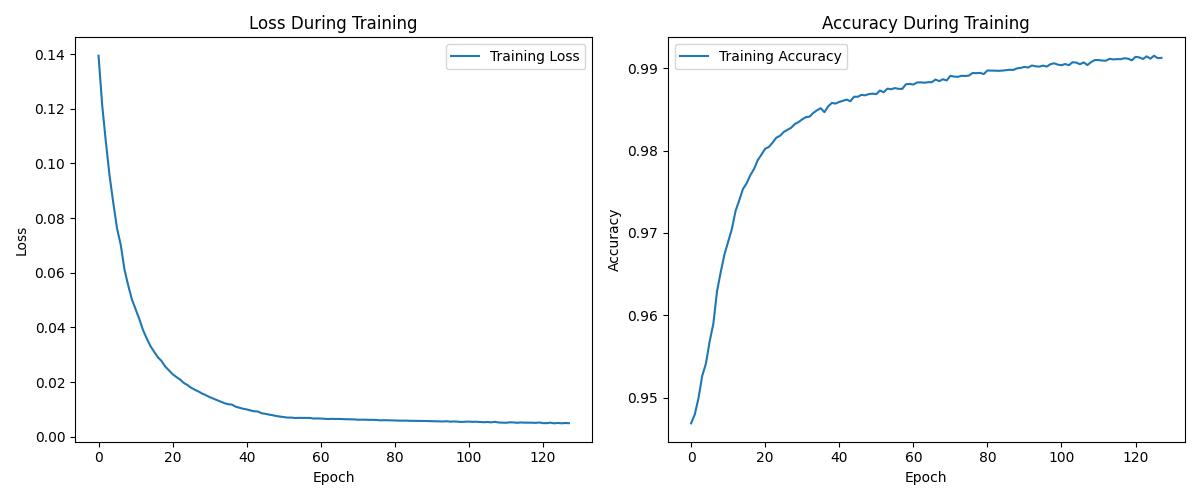 Loss During Training
Training Loss
0.14
0.12
0.10
0.08
0.06
0.04
0.02
0.00
Loss
0 20 40 60 80 100 120
Epoch
Accuracy During Training
Training Accuracy
0.99
0.98
0.97
0.96
0.95
Accuracy
0 20 40 60 80 100 120
Epoch